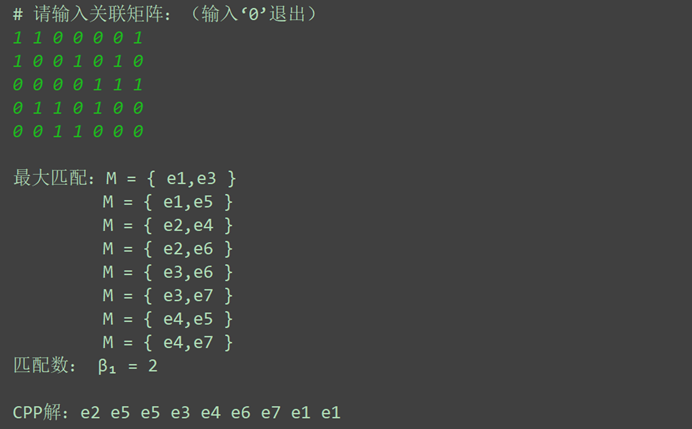 # 请输入关联矩阵：（输入‘0’退出）
1 1 0 0 0 0 1
1 0 0 1 0 1 0
0 0 0 0 1 1 1
0 1 1 0 1 0 0
0 0 1 1 0 0 0
最大匹配：M = { e1,e3 }
M = { e1,e5 }
M = { e2,e4 }
M = { e2,e6 }
M = { e3,e6 }
M = { e3,e7 }
M = { e4,e5 }
M = { e4,e7 }
匹配数： β₁ = 2
CPP解：e2 e5 e5 e3 e4 e6 e7 e1 e1